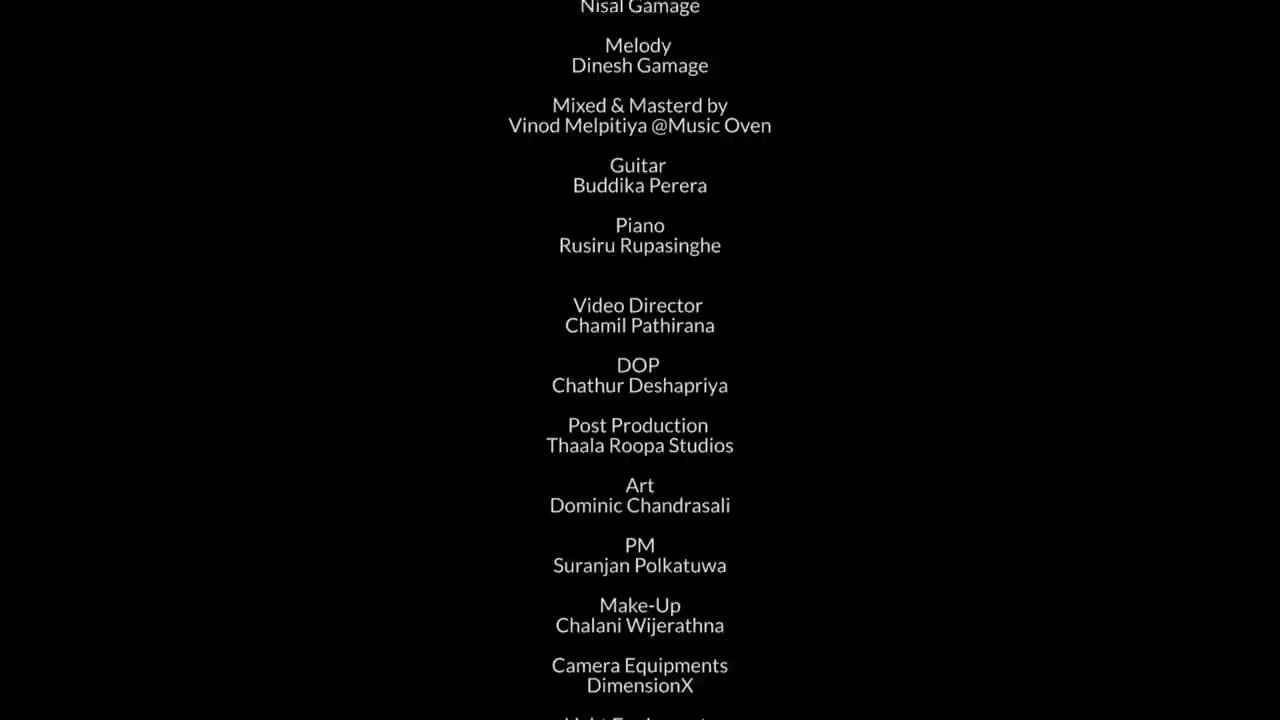 Nisal Gamage
Melody
Dinesh Gamage
Mixed & Masterd by
Vinod Melpitiya @Music Oven
Guitar
Buddika Perera
Piano
Rusiru Rupasinghe
Video Director
Chamil Pathirana
DOP
Chathur Deshapriya
Post Production
Thaala Roopa Studios
Art
Dominic Chandrasali
PM
Suranjan Polkatuwa
Make-Up
Chalani Wijerathna
Camera Equipments
DimensionX